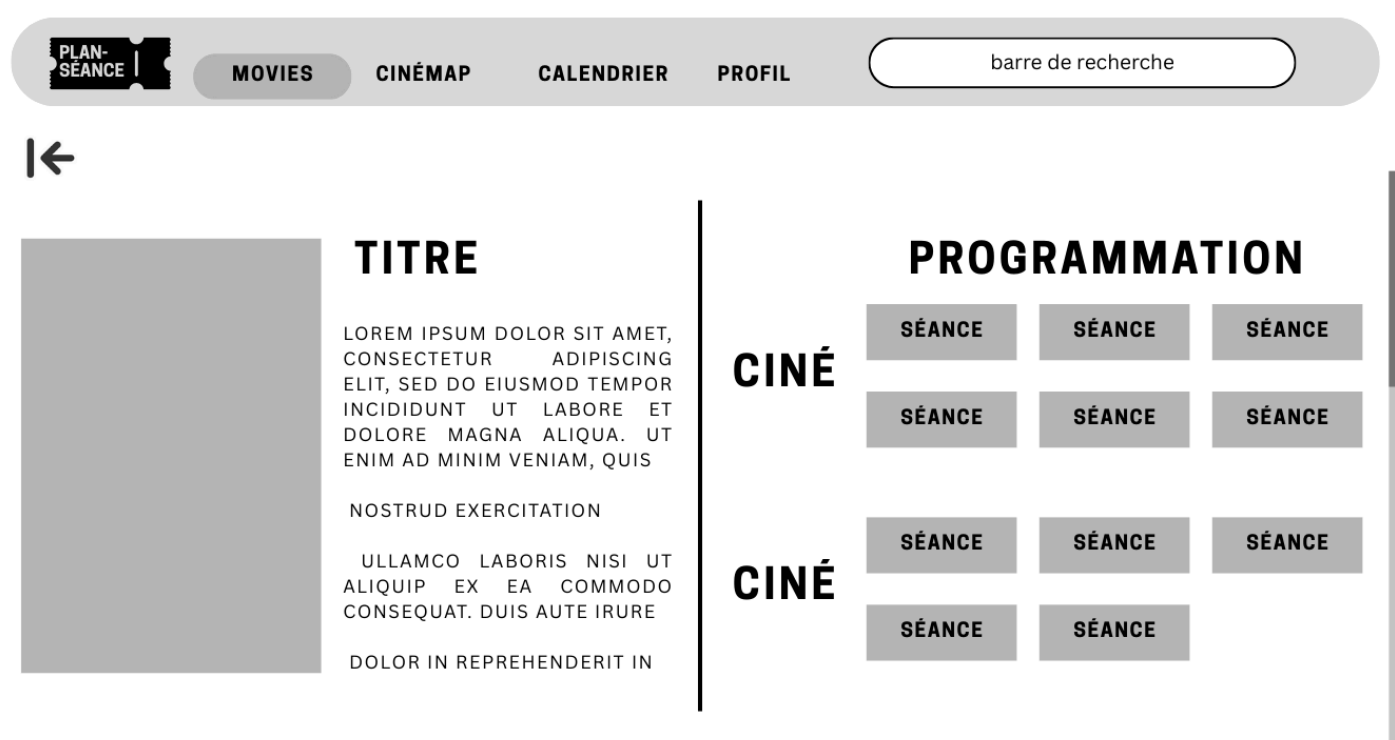 PLAN-
SÉANCE
MOVIES CINÉMAP CALENDRIER PROFIL barre de recherche
TITRE
LOREM IPSUM DOLOR SIT AMET,
CONSECTETUR ADIPISCING
ELIT, SED DO EIUSMOD TEMPOR
INCIDIDUNT UT LABORE ET
DOLORE MAGNA ALIQUA. UT
ENIM AD MINIM VENIAM, QUIS
NOSTRUD EXERCITATION
ULLAMCO LABORIS NISI UT
ALIQUIP EX EA COMMODO
CONSEQUAT. DUIS AUTE IRURE
DOLOR IN REPREHENDERIT IN
PROGRAMMATION
CINÉ
SÉANCE SÉANCE SÉANCE
SÉANCE SÉANCE SÉANCE
CINÉ
SÉANCE SÉANCE SÉANCE
SÉANCE SÉANCE